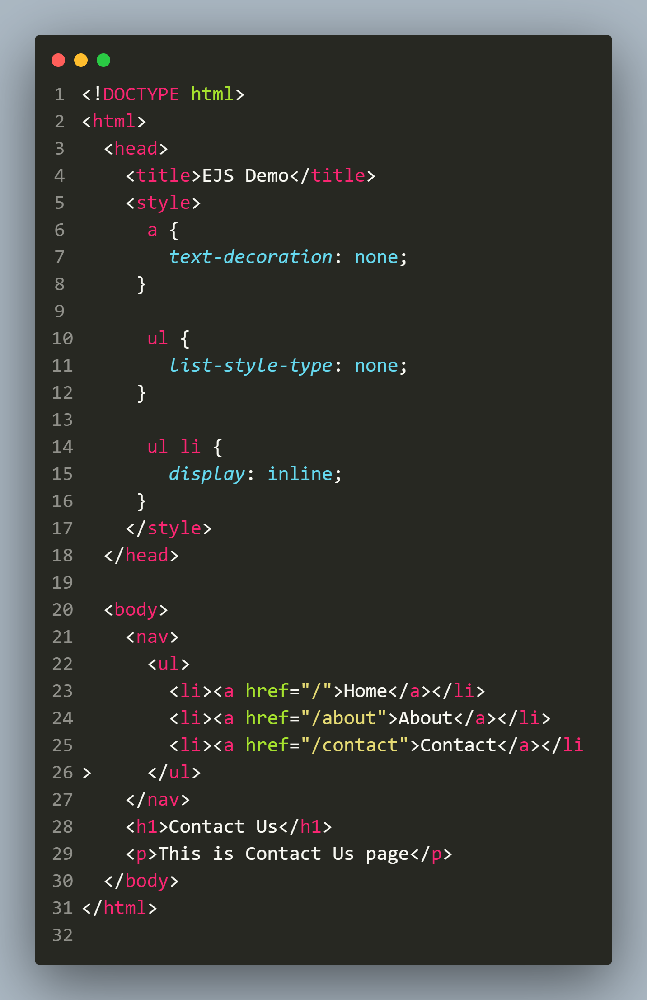 1 <!DOCTYPE html>
2 <html>
3   <head>
4     <title>EJS Demo</title>
5     <style>
6       a {
7         text-decoration: none;
8      }
9
10       ul {
11         list-style-type: none;
12      }
13
14       ul li {
15         display: inline;
16      }
17     </style>
18   </head>
19
20   <body>
21     <nav>
22       <ul>
23         <li><a href="/">Home</a></li>
24         <li><a href="/about">About</a></li>
25         <li><a href="/contact">Contact</a></li
26 >     </ul>
27     </nav>
28     <h1>Contact Us</h1>
29     <p>This is Contact Us page</p>
30   </body>
31 </html>
32